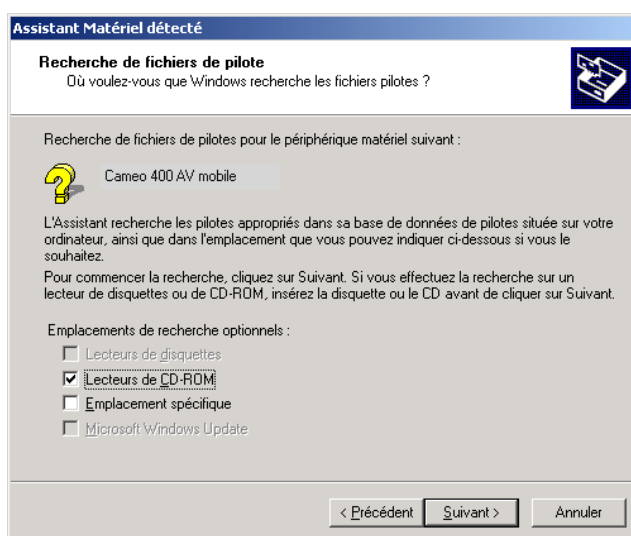 Assistant Matériel détecté
Recherche de fichiers de pilote
Où voulez-vous que Windows recherche les fichiers pilotes ?
Recherche de fichiers de pilotes pour le périphérique matériel suivant :
Cameo 400 AV mobile
L'Assistant recherche les pilotes appropriés dans sa base de données de pilotes située sur votre
ordinateur, ainsi que dans l'emplacement que vous pouvez indiquer ci-dessous si vous le
souhaitez.
Pour commencer la recherche, cliquez sur Suivant. Si vous effectuez la recherche sur un
lecteur de disquettes ou de CD-ROM, insérez la disquette ou le CD avant de cliquer sur Suivant.
Emplacements de recherche optionnels :
Lecteurs de disquettes
Lecteurs de CD-ROM
Emplacement spécifique
Microsoft Windows Update
< Précédent Suivant > Annuler